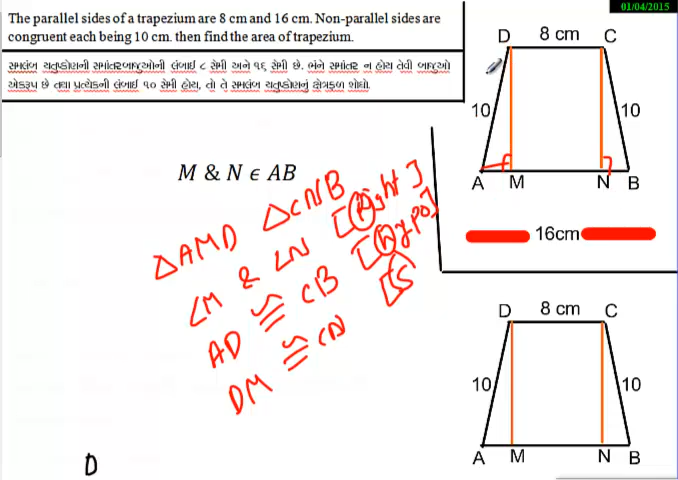 01/04/2015
The parallel sides of a trapezium are 8 cm and 16 cm. Non-parallel sides are
congruent each being 10 cm. then find the area of trapezium.
સમલંબ ચતુષ્કોણની સમાંતરબાજુઓની લંબાઈ ૮ સેમી અને ૧૬ સેમી છે. ભંને સમાંતર ન હોય તેવી બાજુઓ
એકરૂપ છે તથા પ્રત્યેકની લંબાઈ ૧૦ સેમી હોય, તો તે સમલંબ ચતુષ્કોણનું ક્ષેત્રફળ શોધો.
M & N ϵ AB
△AMD △CNB
∠M & ∠N [Right]
AD ≅ CB [Hypo]
DM ≅ CN [S
D
D 8 cm C
10 10
A M N B
16cm
D 8 cm C
10 10
A M N B